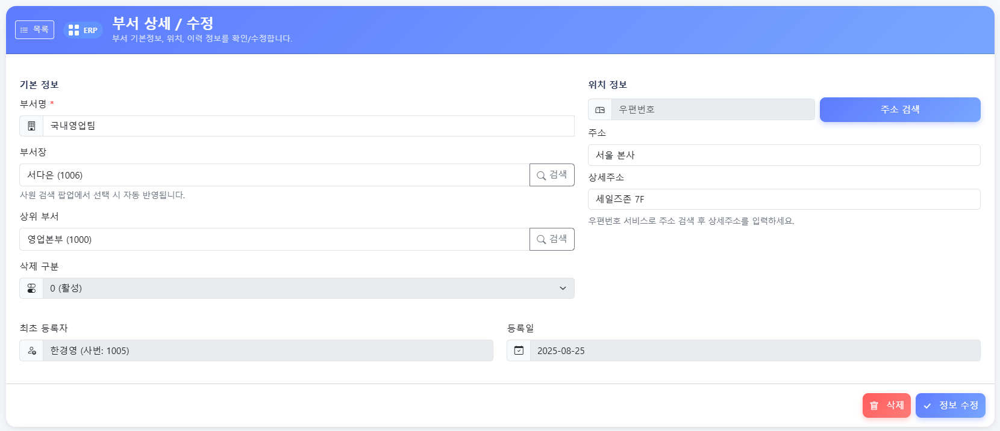 목록
ERP
부서 상세 / 수정
부서 기본정보, 위치, 이력 정보를 확인/수정합니다.
기본 정보
부서명 *
국내영업팀
부서장
서다은 (1006)
검색
사원 검색 팝업에서 선택 시 자동 반영됩니다.
상위 부서
영업본부 (1000)
검색
삭제 구분
0 (활성)
위치 정보
우편번호
주소 검색
주소
서울 본사
상세주소
세일즈존 7F
우편번호 서비스로 주소 검색 후 상세주소를 입력하세요.
최초 등록자
한경영 (사번: 1005)
등록일
2025-08-25
삭제
정보 수정